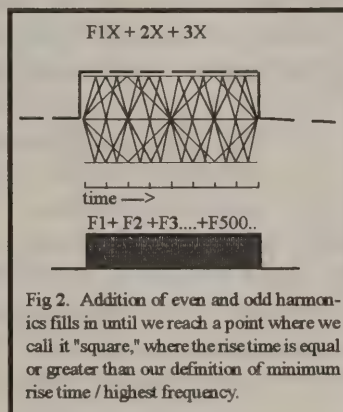 F1X + 2X + 3X
time —>
F1+ F2 +F3....+F500..
Fig 2. Addition of even and odd harmon-
ics fills in until we reach a point where we
call it "square," where the rise time is equal
or greater than our definition of minimum
rise time / highest frequency.